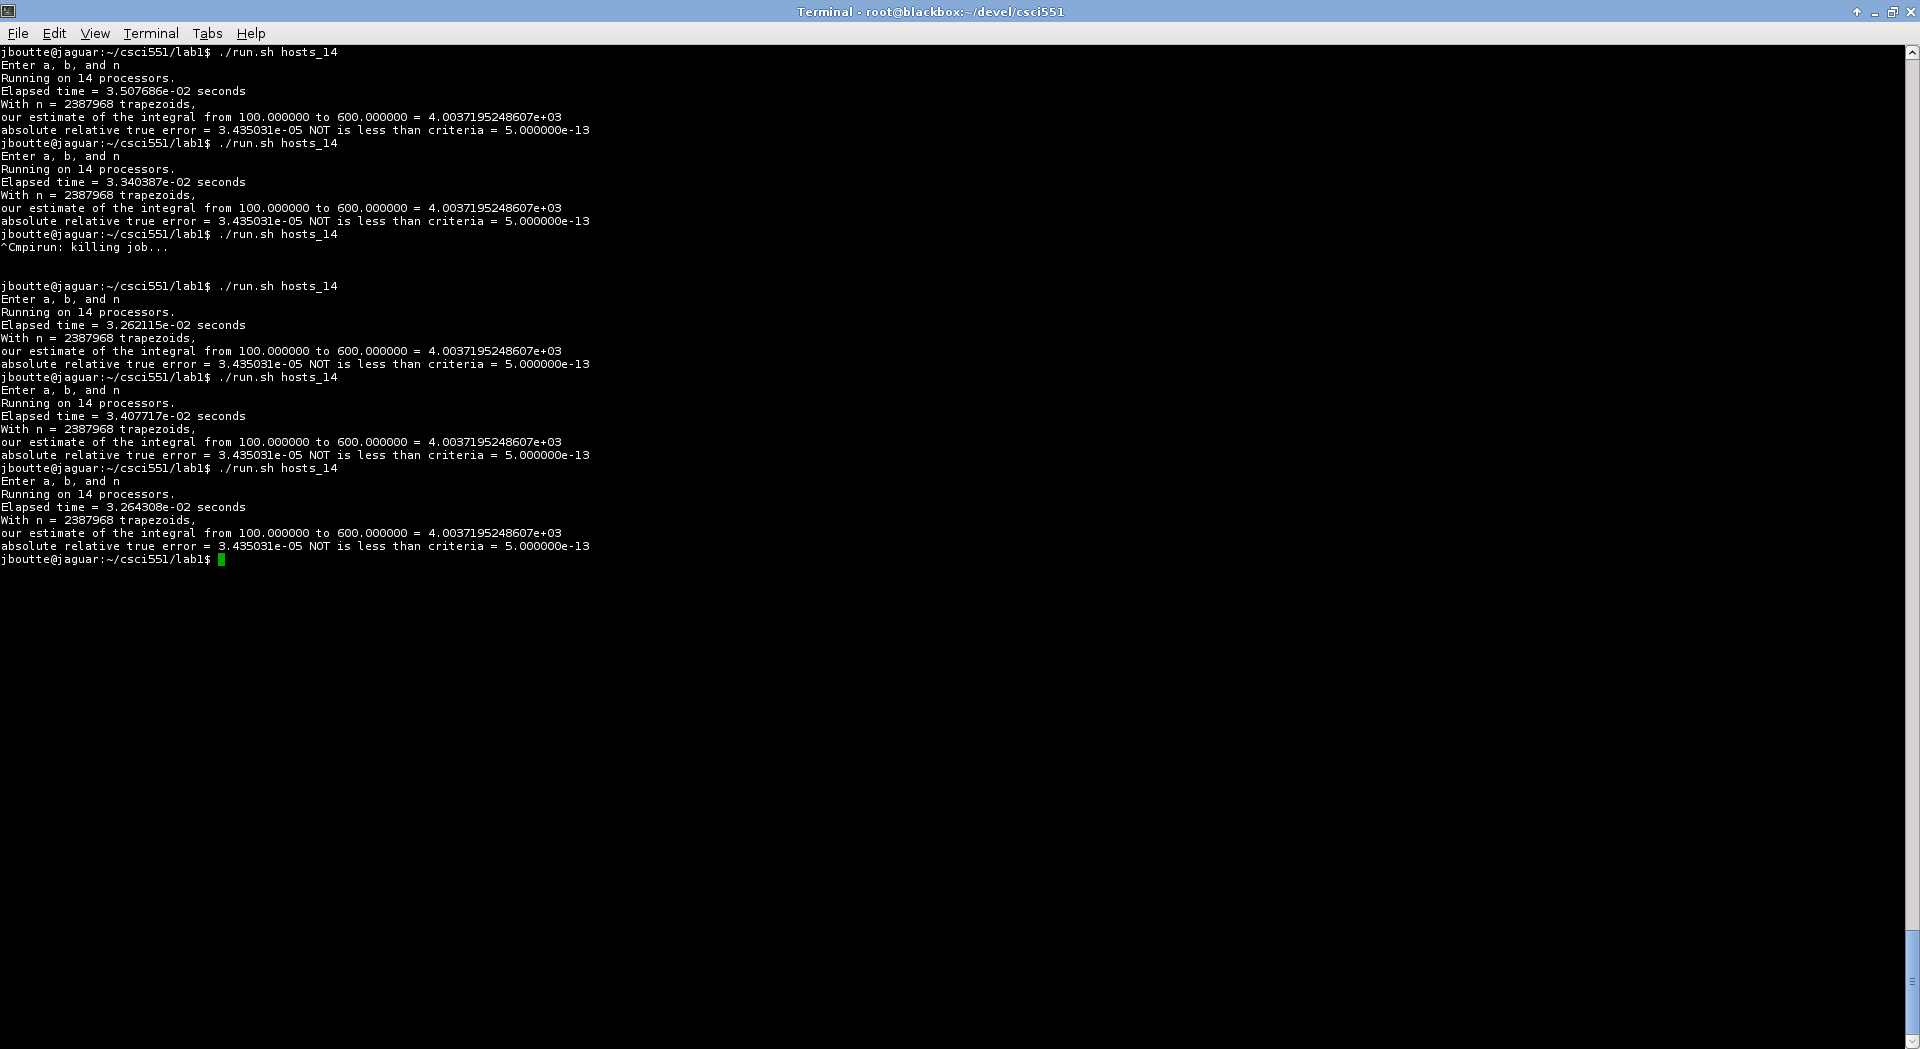 Terminal - root@blackbox:~/devel/csci551
File Edit View Terminal Tabs Help
jboutte@jaguar:~/csci551/lab1$ ./run.sh hosts_14
Enter a, b, and n
Running on 14 processors.
Elapsed time = 3.507686e-02 seconds
With n = 2387968 trapezoids,
our estimate of the integral from 100.000000 to 600.000000 = 4.0037195248607e+03
absolute relative true error = 3.435031e-05 NOT is less than criteria = 5.000000e-13
jboutte@jaguar:~/csci551/lab1$ ./run.sh hosts_14
Enter a, b, and n
Running on 14 processors.
Elapsed time = 3.340387e-02 seconds
With n = 2387968 trapezoids,
our estimate of the integral from 100.000000 to 600.000000 = 4.0037195248607e+03
absolute relative true error = 3.435031e-05 NOT is less than criteria = 5.000000e-13
jboutte@jaguar:~/csci551/lab1$ ./run.sh hosts_14
^Cmpirun: killing job...
jboutte@jaguar:~/csci551/lab1$ ./run.sh hosts_14
Enter a, b, and n
Running on 14 processors.
Elapsed time = 3.262115e-02 seconds
With n = 2387968 trapezoids,
our estimate of the integral from 100.000000 to 600.000000 = 4.0037195248607e+03
absolute relative true error = 3.435031e-05 NOT is less than criteria = 5.000000e-13
jboutte@jaguar:~/csci551/lab1$ ./run.sh hosts_14
Enter a, b, and n
Running on 14 processors.
Elapsed time = 3.407717e-02 seconds
With n = 2387968 trapezoids,
our estimate of the integral from 100.000000 to 600.000000 = 4.0037195248607e+03
absolute relative true error = 3.435031e-05 NOT is less than criteria = 5.000000e-13
jboutte@jaguar:~/csci551/lab1$ ./run.sh hosts_14
Enter a, b, and n
Running on 14 processors.
Elapsed time = 3.264308e-02 seconds
With n = 2387968 trapezoids,
our estimate of the integral from 100.000000 to 600.000000 = 4.0037195248607e+03
absolute relative true error = 3.435031e-05 NOT is less than criteria = 5.000000e-13
jboutte@jaguar:~/csci551/lab1$